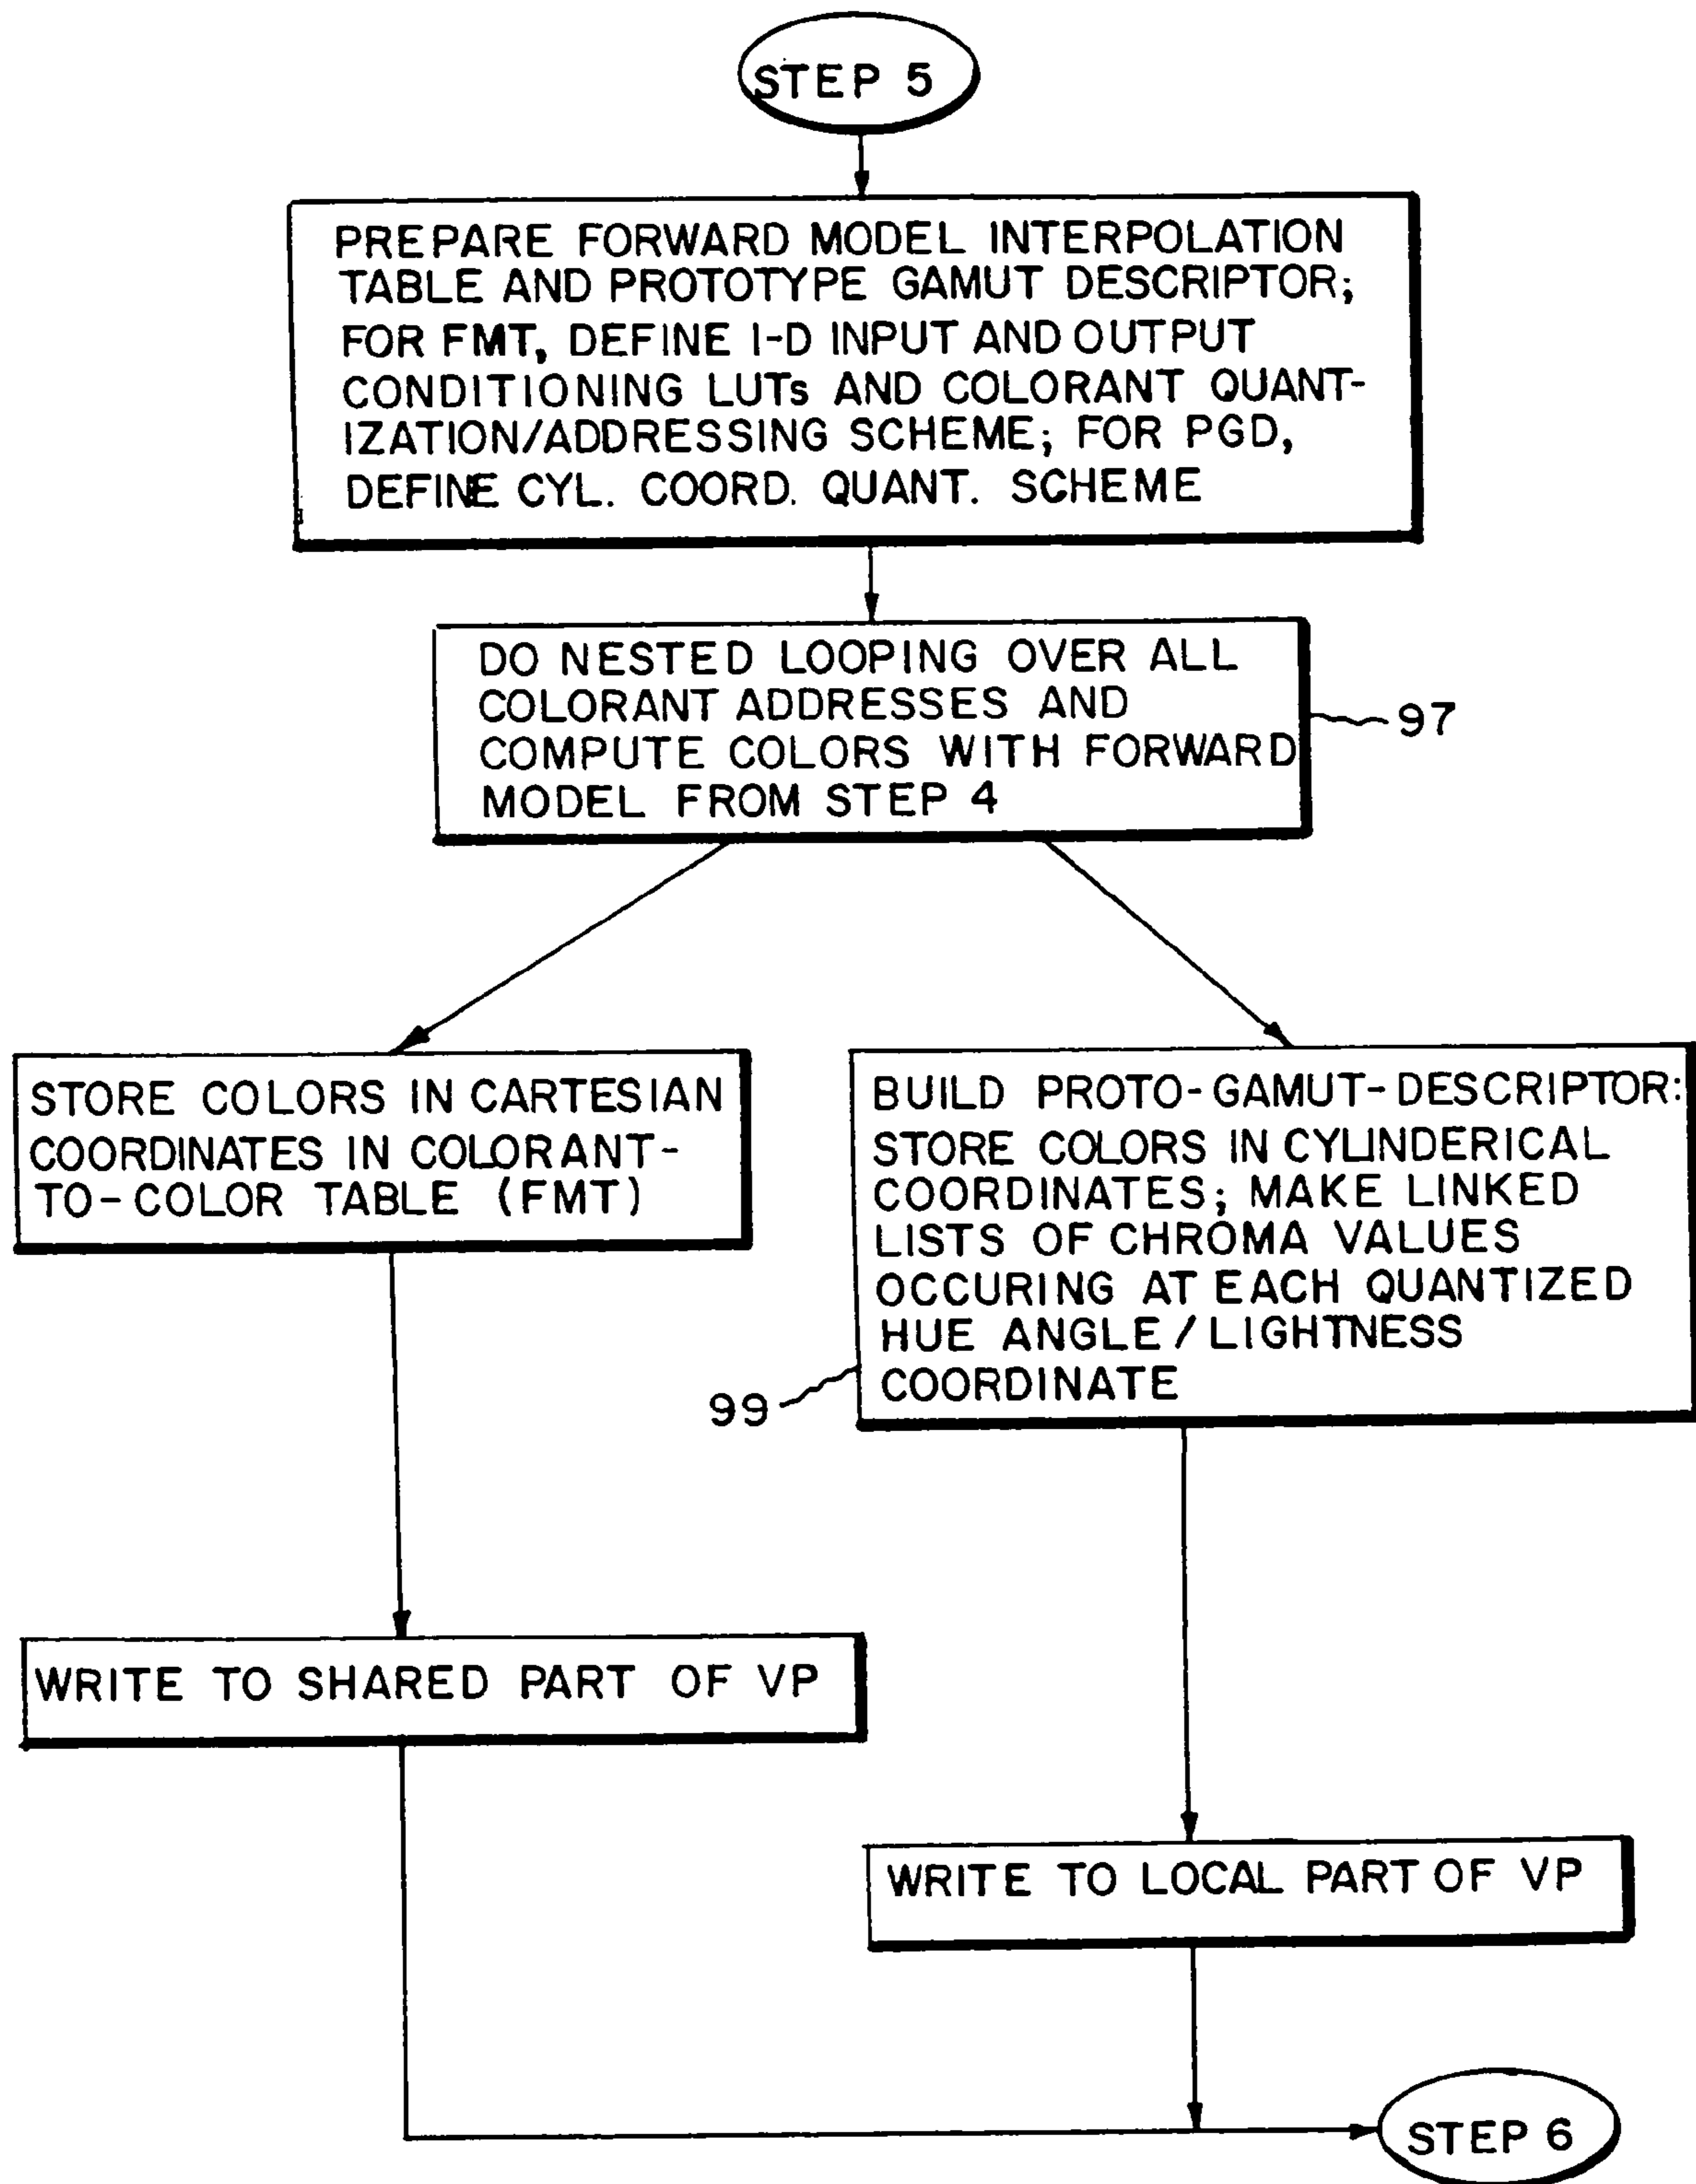 STEP 5
PREPARE FORWARD MODEL INTERPOLATION
TABLE AND PROTOTYPE GAMUT DESCRIPTOR;
FOR FMT, DEFINE 1-D INPUT AND OUTPUT
CONDITIONING LUTs AND COLORANT QUANT-
IZATION/ADDRESSING SCHEME; FOR PGD,
DEFINE CYL. COORD. QUANT. SCHEME
DO NESTED LOOPING OVER ALL
COLORANT ADDRESSES AND
COMPUTE COLORS WITH FORWARD
MODEL FROM STEP 4
97
STORE COLORS IN CARTESIAN
COORDINATES IN COLORANT-
TO-COLOR TABLE (FMT)
BUILD PROTO-GAMUT-DESCRIPTOR:
STORE COLORS IN CYLINDERICAL
COORDINATES; MAKE LINKED
LISTS OF CHROMA VALUES
OCCURING AT EACH QUANTIZED
HUE ANGLE/LIGHTNESS
COORDINATE
99
WRITE TO SHARED PART OF VP
WRITE TO LOCAL PART OF VP
STEP 6